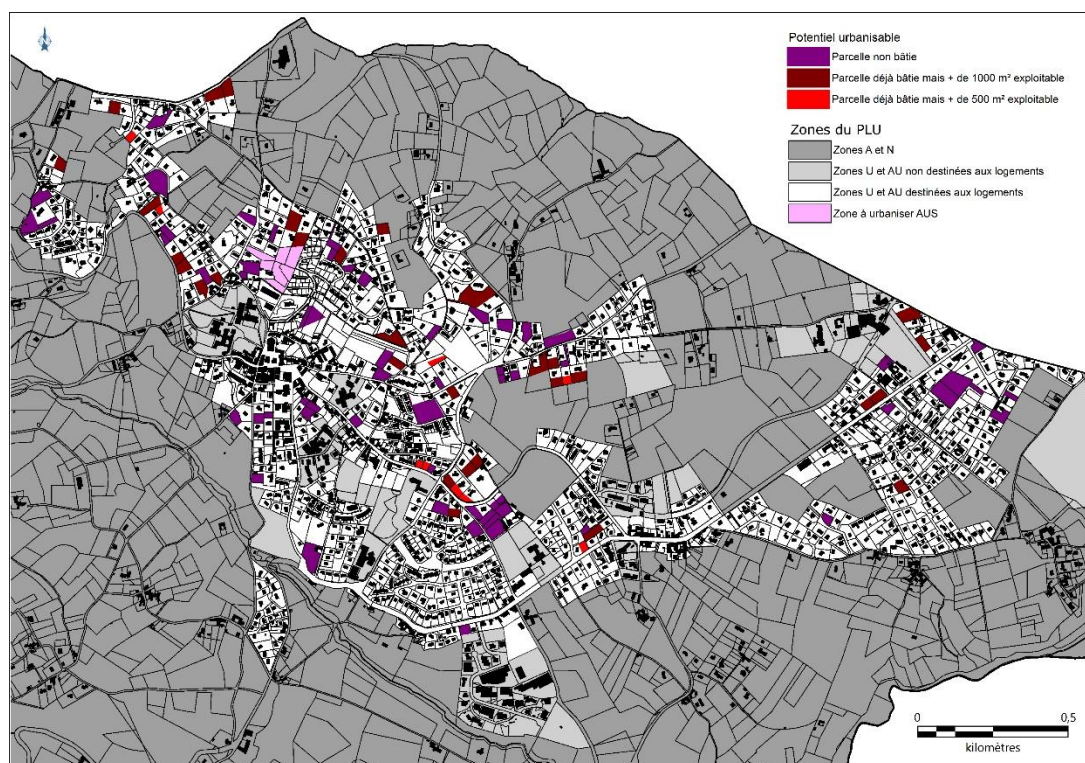 Potentiel urbanisable
Parcelle non bâtie
Parcelle déjà bâtie mais + de 1000 m² exploitable
Parcelle déjà bâtie mais + de 500 m² exploitable
Zones du PLU
Zones A et N
Zones U et AU non destinées aux logements
Zones U et AU destinées aux logements
Zone à urbaniser AUS
0 0,5
kilomètres